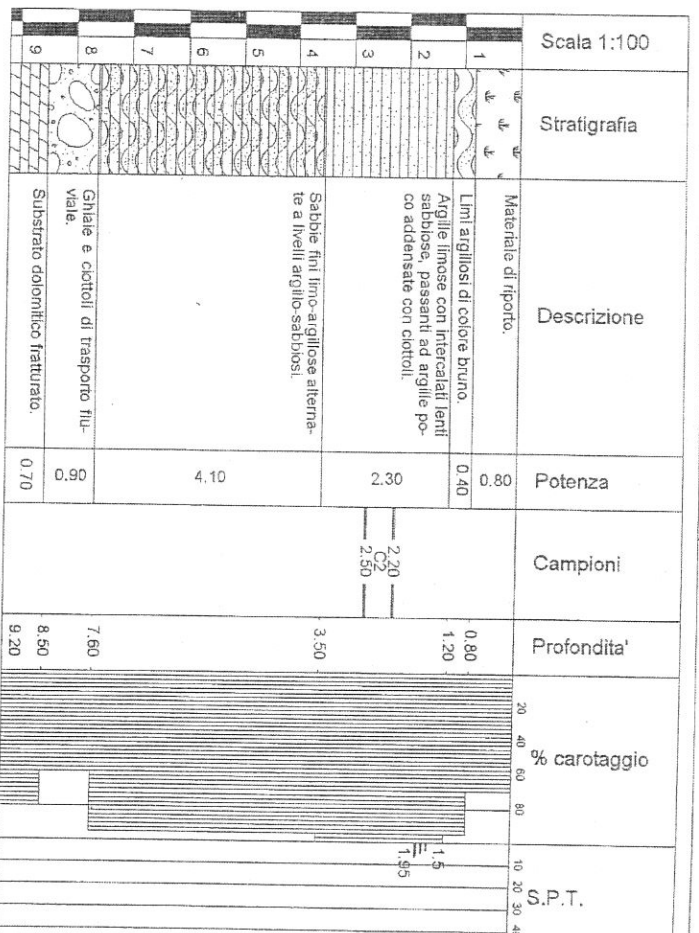 Scala 1:100
1
2
3
4
5
6
7
8
9
Stratigrafia
Descrizione
Materiale di riporto.
Limi argillosi di colore bruno.
Argille limose con intercalati lenti
sabbiose, passanti ad argille po-
co addensate con ciottoli.
Sabbie fini limo-argillose alterna-
te a livelli argillo-sabbiosi.
Ghiaie e ciottoli di trasporto flu-
viale.
Substrato dolomitico fratturato.
Potenza
0.80
0.40
2.30
4.10
0.90
0.70
Campioni
2.20
C2
2.50
Profondita'
0.80
1.20
3.50
7.60
8.50
9.20
% carotaggio
20 40 60 80
S.P.T.
10 20 30
1.5
1.95